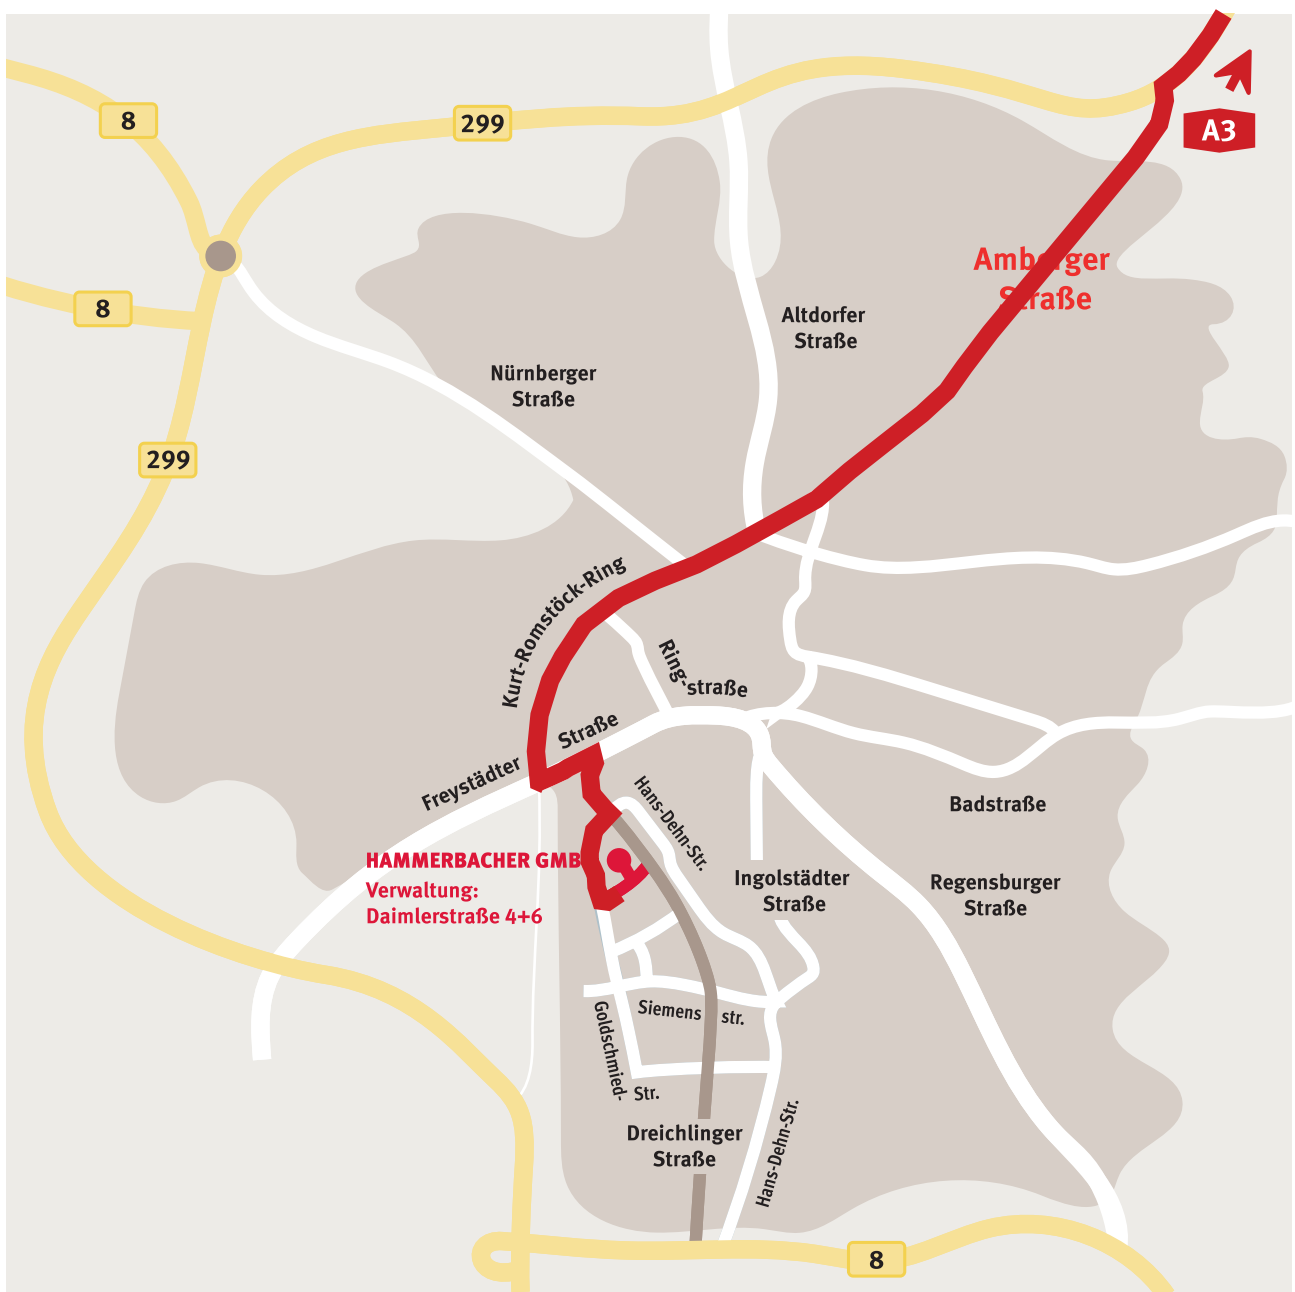 8
299
A3
Amberger
Straße
8
Altdorfer
Straße
Nürnberger
Straße
299
Kurt-Romstöck-Ring
Ring-
straße
Freystädter
Straße
Hans-Dehn-Str.
Badstraße
HAMMERBACHER GMB
Verwaltung:
Daimlerstraße 4+6
Ingolstädter
Straße
Regensburger
Straße
Siemens
str.
Goldschmied-
Str.
Dreichlinger
Straße
Hans-Dehn-Str.
8